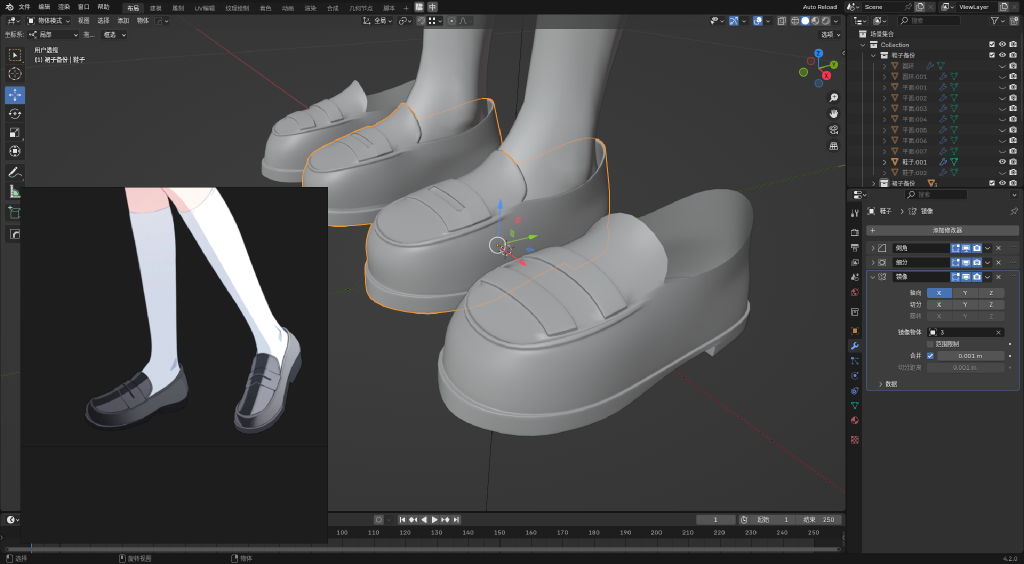 文件 编辑 渲染 窗口 帮助 布局 建模 雕刻 UV编辑 纹理绘制 着色 动画 渲染 合成 几何节点 脚本 + 中 Auto Reload Scene ViewLayer
物体模式 视图 选择 添加 物体 全局 搜索
坐标系: 局部 拖... 框选 选项
用户透视
(1) 裙子备份 | 鞋子
X
Y
Z
场景集合
Collection
鞋子备份
圆环
圆环.001
平面.001
平面.002
平面.003
平面.004
平面.005
平面.006
平面.007
鞋子.001
鞋子.002
裙子备份
搜索
鞋子 > 镜像
+ 添加修改器
倒角
细分
镜像
轴向 X Y Z
切分 X Y Z
翻转 X Y Z
镜像物体 3
范围限制
合并 0.001 m
切分距离 0.001 m
数据
1 起始 1 结束 250
100 110 120 130 140 150 160 170 180 190 200 210 220 230 240 250
选择 旋转视图 物体 4.2.0